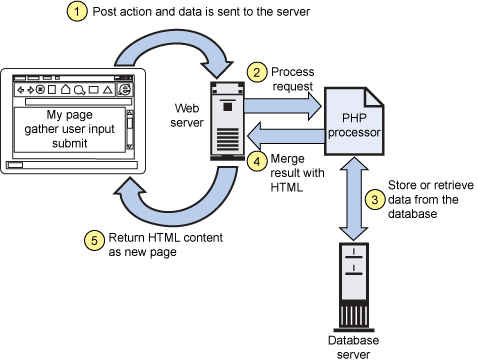 1 Post action and data is sent to the server
My page
gather user input
submit
Web
server
2 Process
request
PHP
processor
4 Merge
result with
HTML
3 Store or retrieve
data from the
database
5 Return HTML content
as new page
Database
server